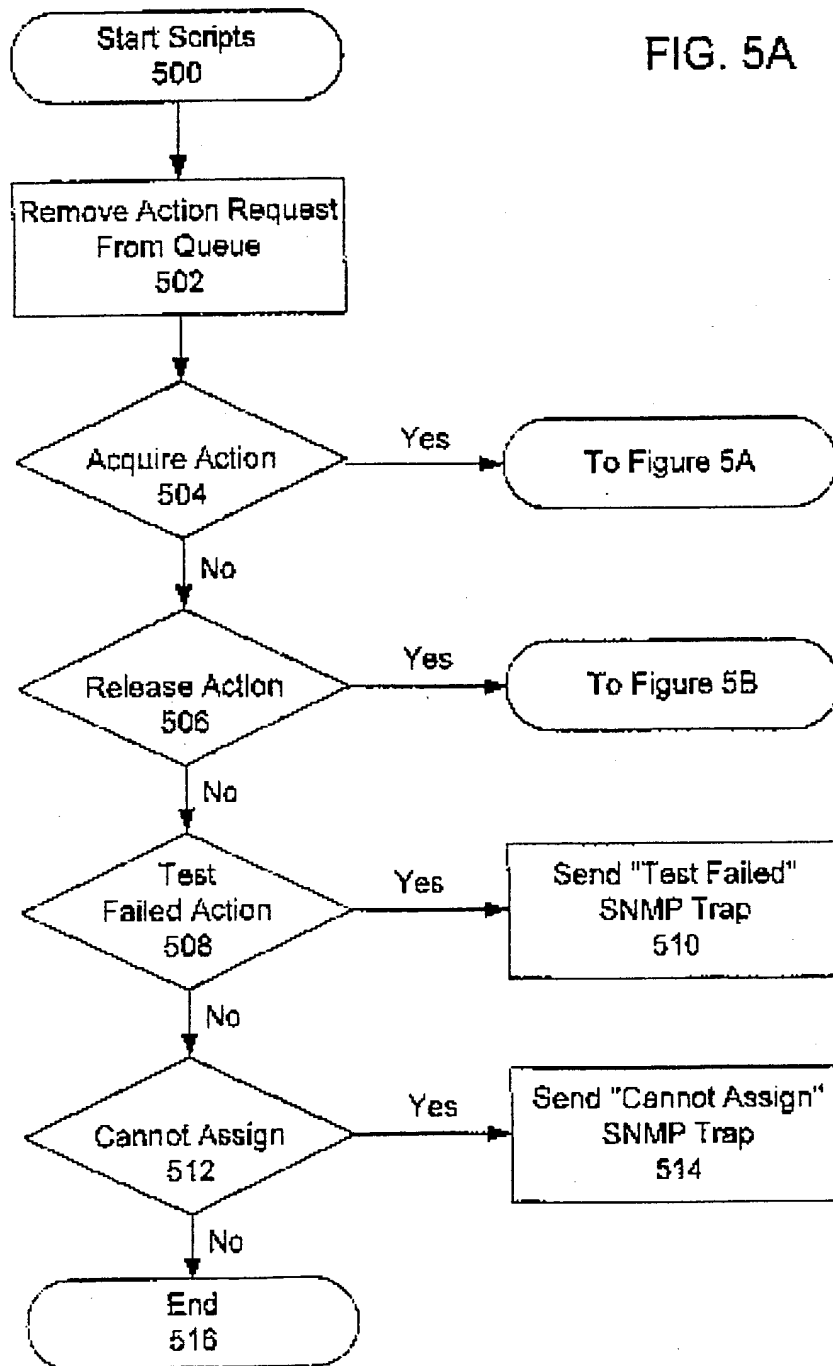 FIG. 5A
Start Scripts
500
Remove Action Request
From Queue
502
Acquire Action
504
Yes
To Figure 5A
No
Release Action
506
Yes
To Figure 5B
No
Test
Failed Action
508
Yes
Send "Test Failed"
SNMP Trap
510
No
Cannot Assign
512
Yes
Send "Cannot Assign"
SNMP Trap
514
No
End
516